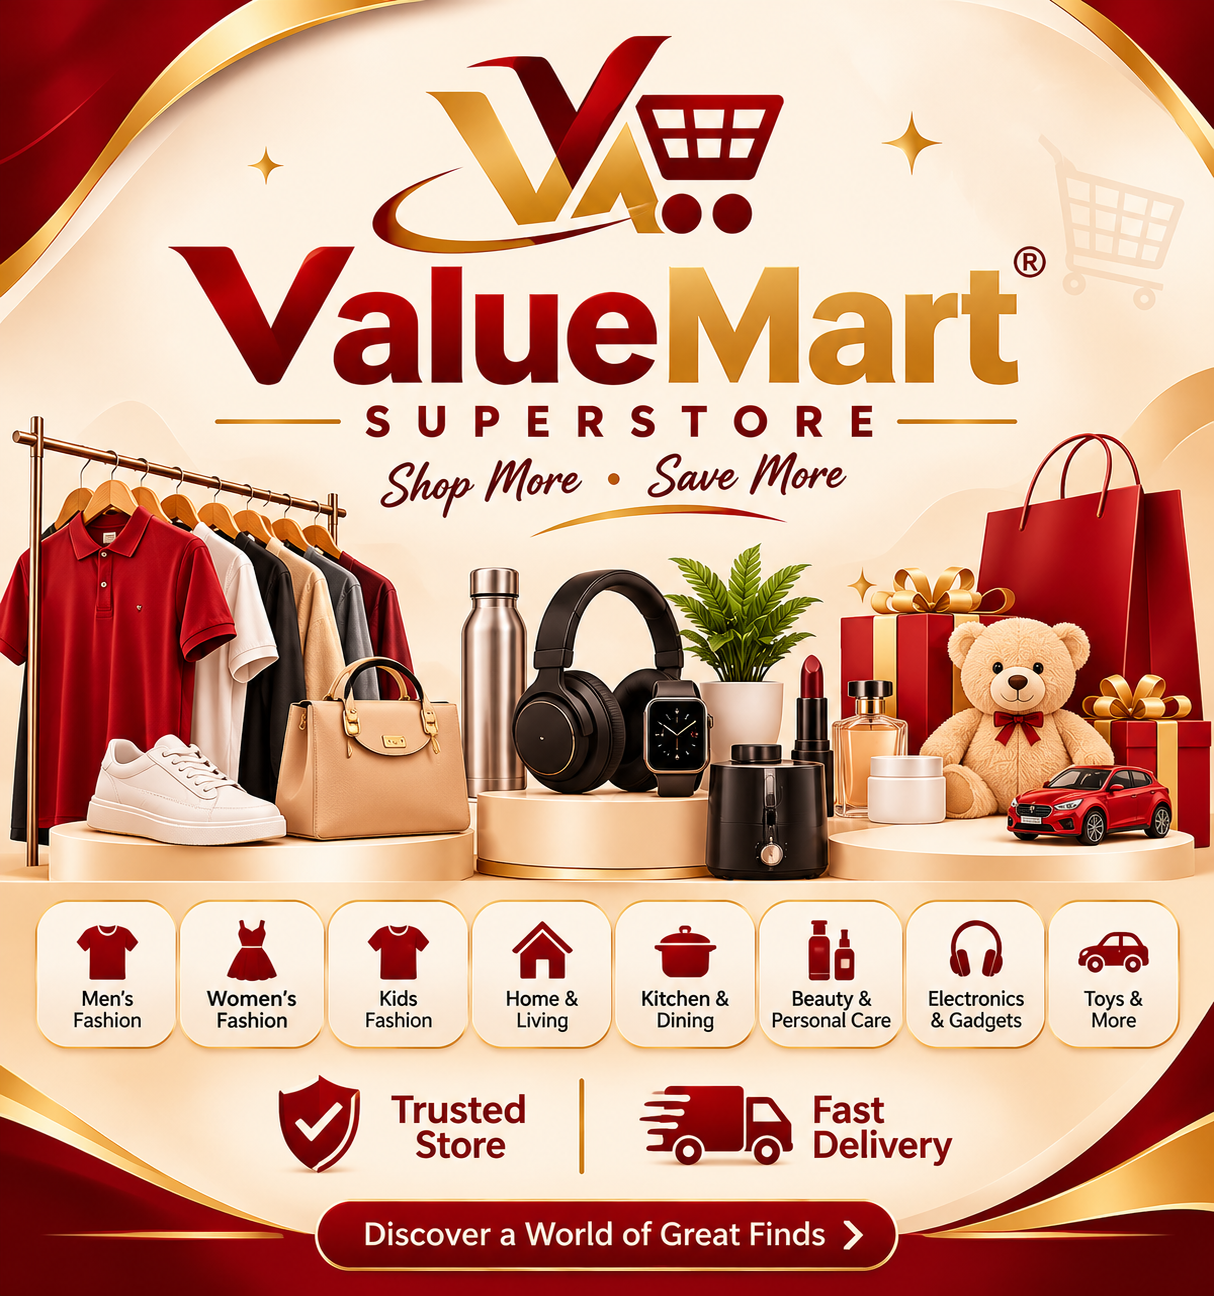 VA
ValueMart®
SUPERSTORE
Shop More • Save More
Men's
Fashion
Women's
Fashion
Kids
Fashion
Home &
Living
Kitchen &
Dining
Beauty &
Personal Care
Electronics
& Gadgets
Toys &
More
Trusted
Store
Fast
Delivery
Discover a World of Great Finds